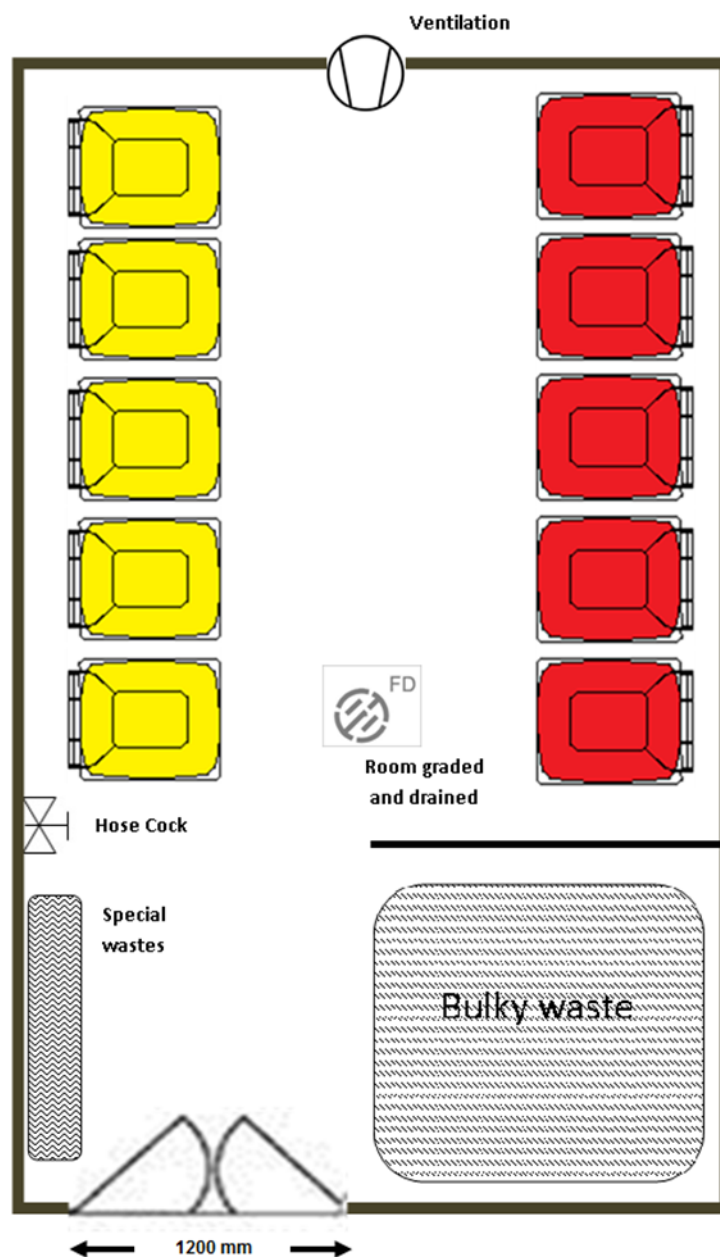 Ventilation
FD
Room graded
and drained
Hose Cock
Special
wastes
Bulky waste
1200 mm